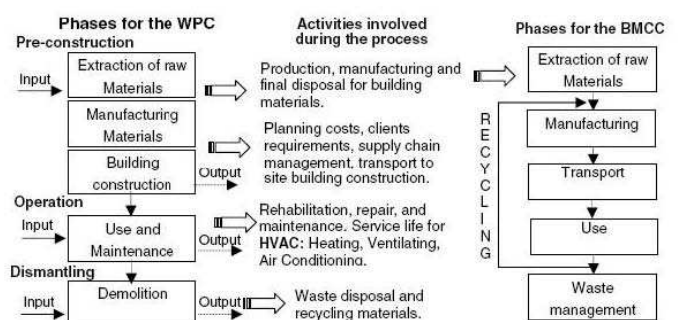 Phases for the WPC
Pre-construction
Input
Extraction of raw
Materials
Manufacturing
Materials
Building
construction
Output
Operation
Input
Use and
Maintenance
Output
Dismantling
Input
Demolition
Output
Activities involved
during the process
Production, manufacturing and
final disposal for building
materials.
Planning costs, clients
requirements, supply chain
management, transport to
site building construction.
Rehabilitation, repair, and
maintenance. Service life for
HVAC: Heating, Ventilating,
Air Conditioning.
Waste disposal and
recycling materials.
Phases for the BMCC
Extraction of raw
Materials
Manufacturing
Transport
Use
Waste
management
RECYCLING